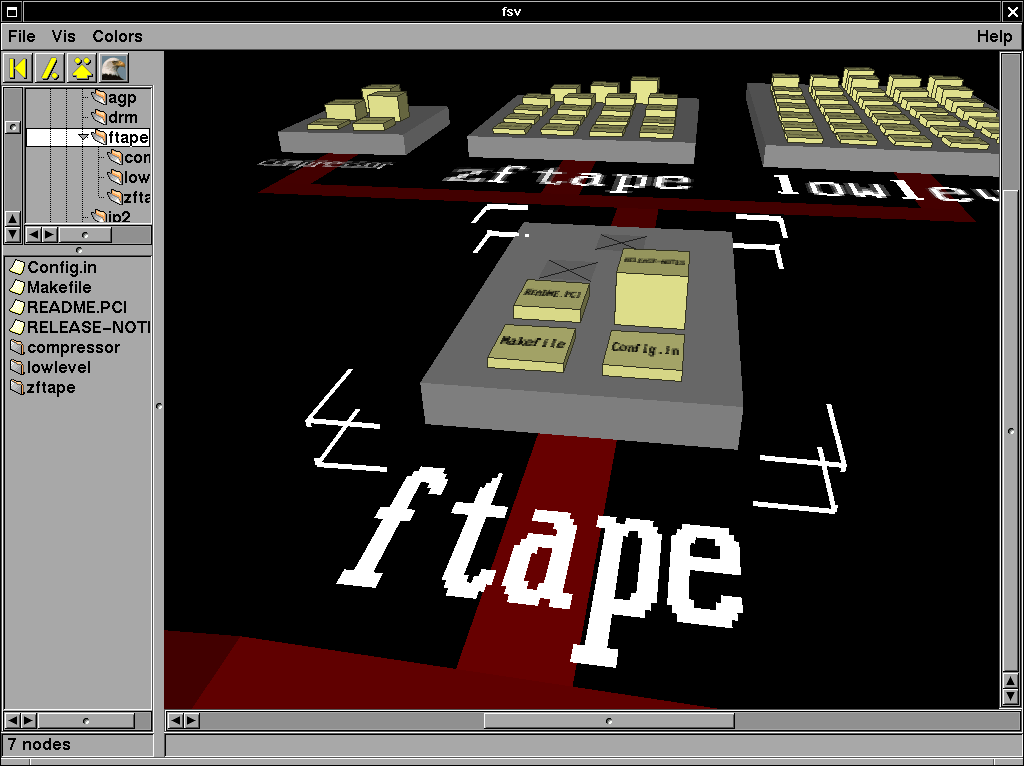 fsv
File Vis Colors Help
agp
drm
ftape
con
low
zfta
ip2
Config.in
Makefile
README.PCI
RELEASE-NOTI
compressor
lowlevel
zftape
7 nodes
compressor
zftape
lowlev
RELEASE-NOTES
README.PCI
Makefile
Config.in
ftape